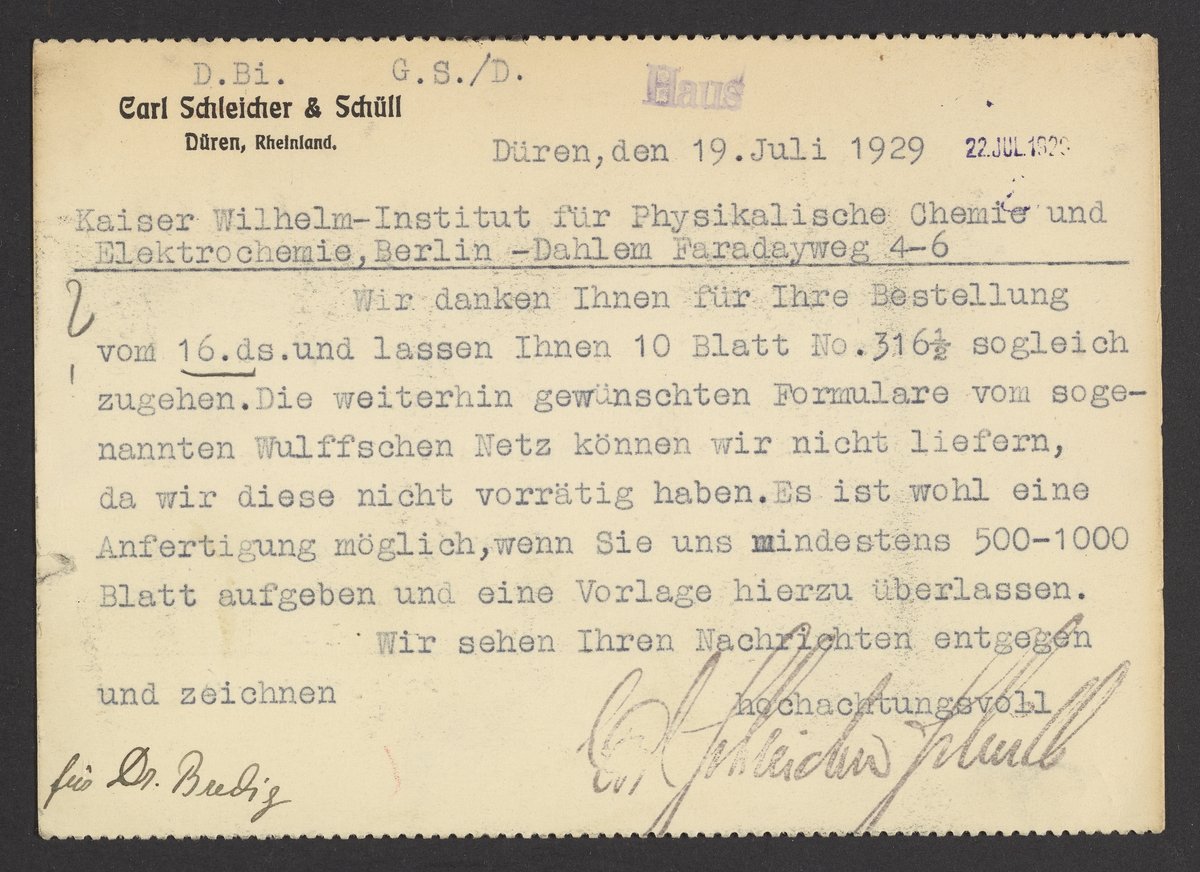 D.Bi. G.S./D.
Haus
Carl Schleicher & Schüll
Düren, Rheinland.
Düren,den 19.Juli 1929 22.JUL.1929
Kaiser Wilhelm-Institut für Physikalische Chemie und
Elektrochemie,Berlin -Dahlem Faradayweg 4-6
Wir danken Ihnen für Ihre Bestellung
vom 16.ds.und lassen Ihnen 10 Blatt No.316½ sogleich
zugehen.Die weiterhin gewünschten Formulare vom soge-
nannten Wulffschen Netz können wir nicht liefern,
da wir diese nicht vorrätig haben.Es ist wohl eine
Anfertigung möglich,wenn Sie uns mindestens 500-1000
Blatt aufgeben und eine Vorlage hierzu überlassen.
Wir sehen Ihren Nachrichten entgegen
und zeichnen hochachtungsvoll
Carl Schleicher Schüll
für Dr. Bredig